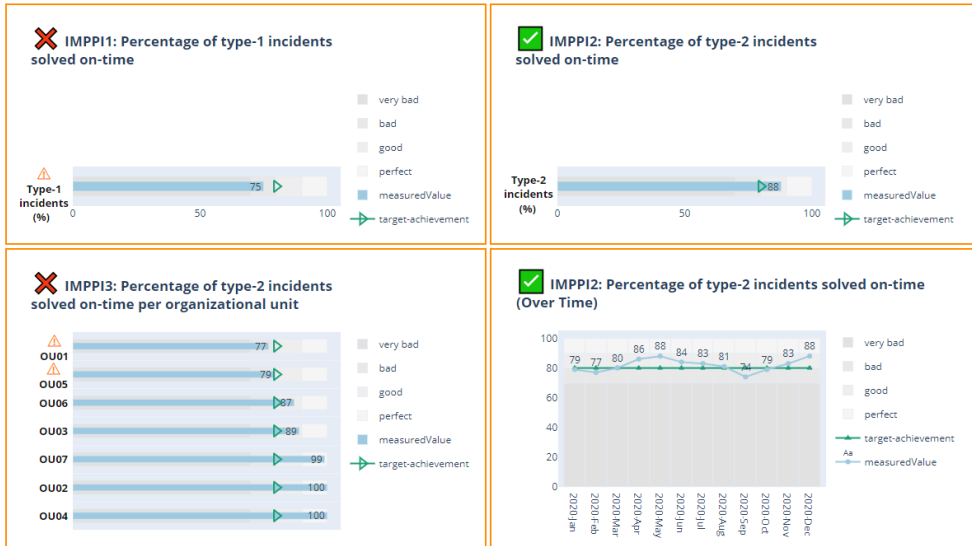 IMPPI1: Percentage of type-1 incidents
solved on-time
very bad
bad
good
perfect
measuredValue
target-achievement
Type-1
incidents
(%)
75
0 50 100
IMPPI2: Percentage of type-2 incidents
solved on-time
very bad
bad
good
perfect
measuredValue
target-achievement
Type-2
incidents
(%)
88
0 50 100
IMPPI3: Percentage of type-2 incidents
solved on-time per organizational unit
OU01 77
OU05 79
OU06 87
OU03 89
OU07 99
OU02 100
OU04 100
very bad
bad
good
perfect
measuredValue
target-achievement
IMPPI2: Percentage of type-2 incidents solved on-time
(Over Time)
100
80
60
40
20
0
79 77 80 86 88 84 83 81 74 79 83 88
2020-Jan
2020-Feb
2020-Mar
2020-Apr
2020-May
2020-Jun
2020-Jul
2020-Aug
2020-Sep
2020-Oct
2020-Nov
2020-Dec
very bad
bad
good
perfect
target-achievement
Aa
measuredValue